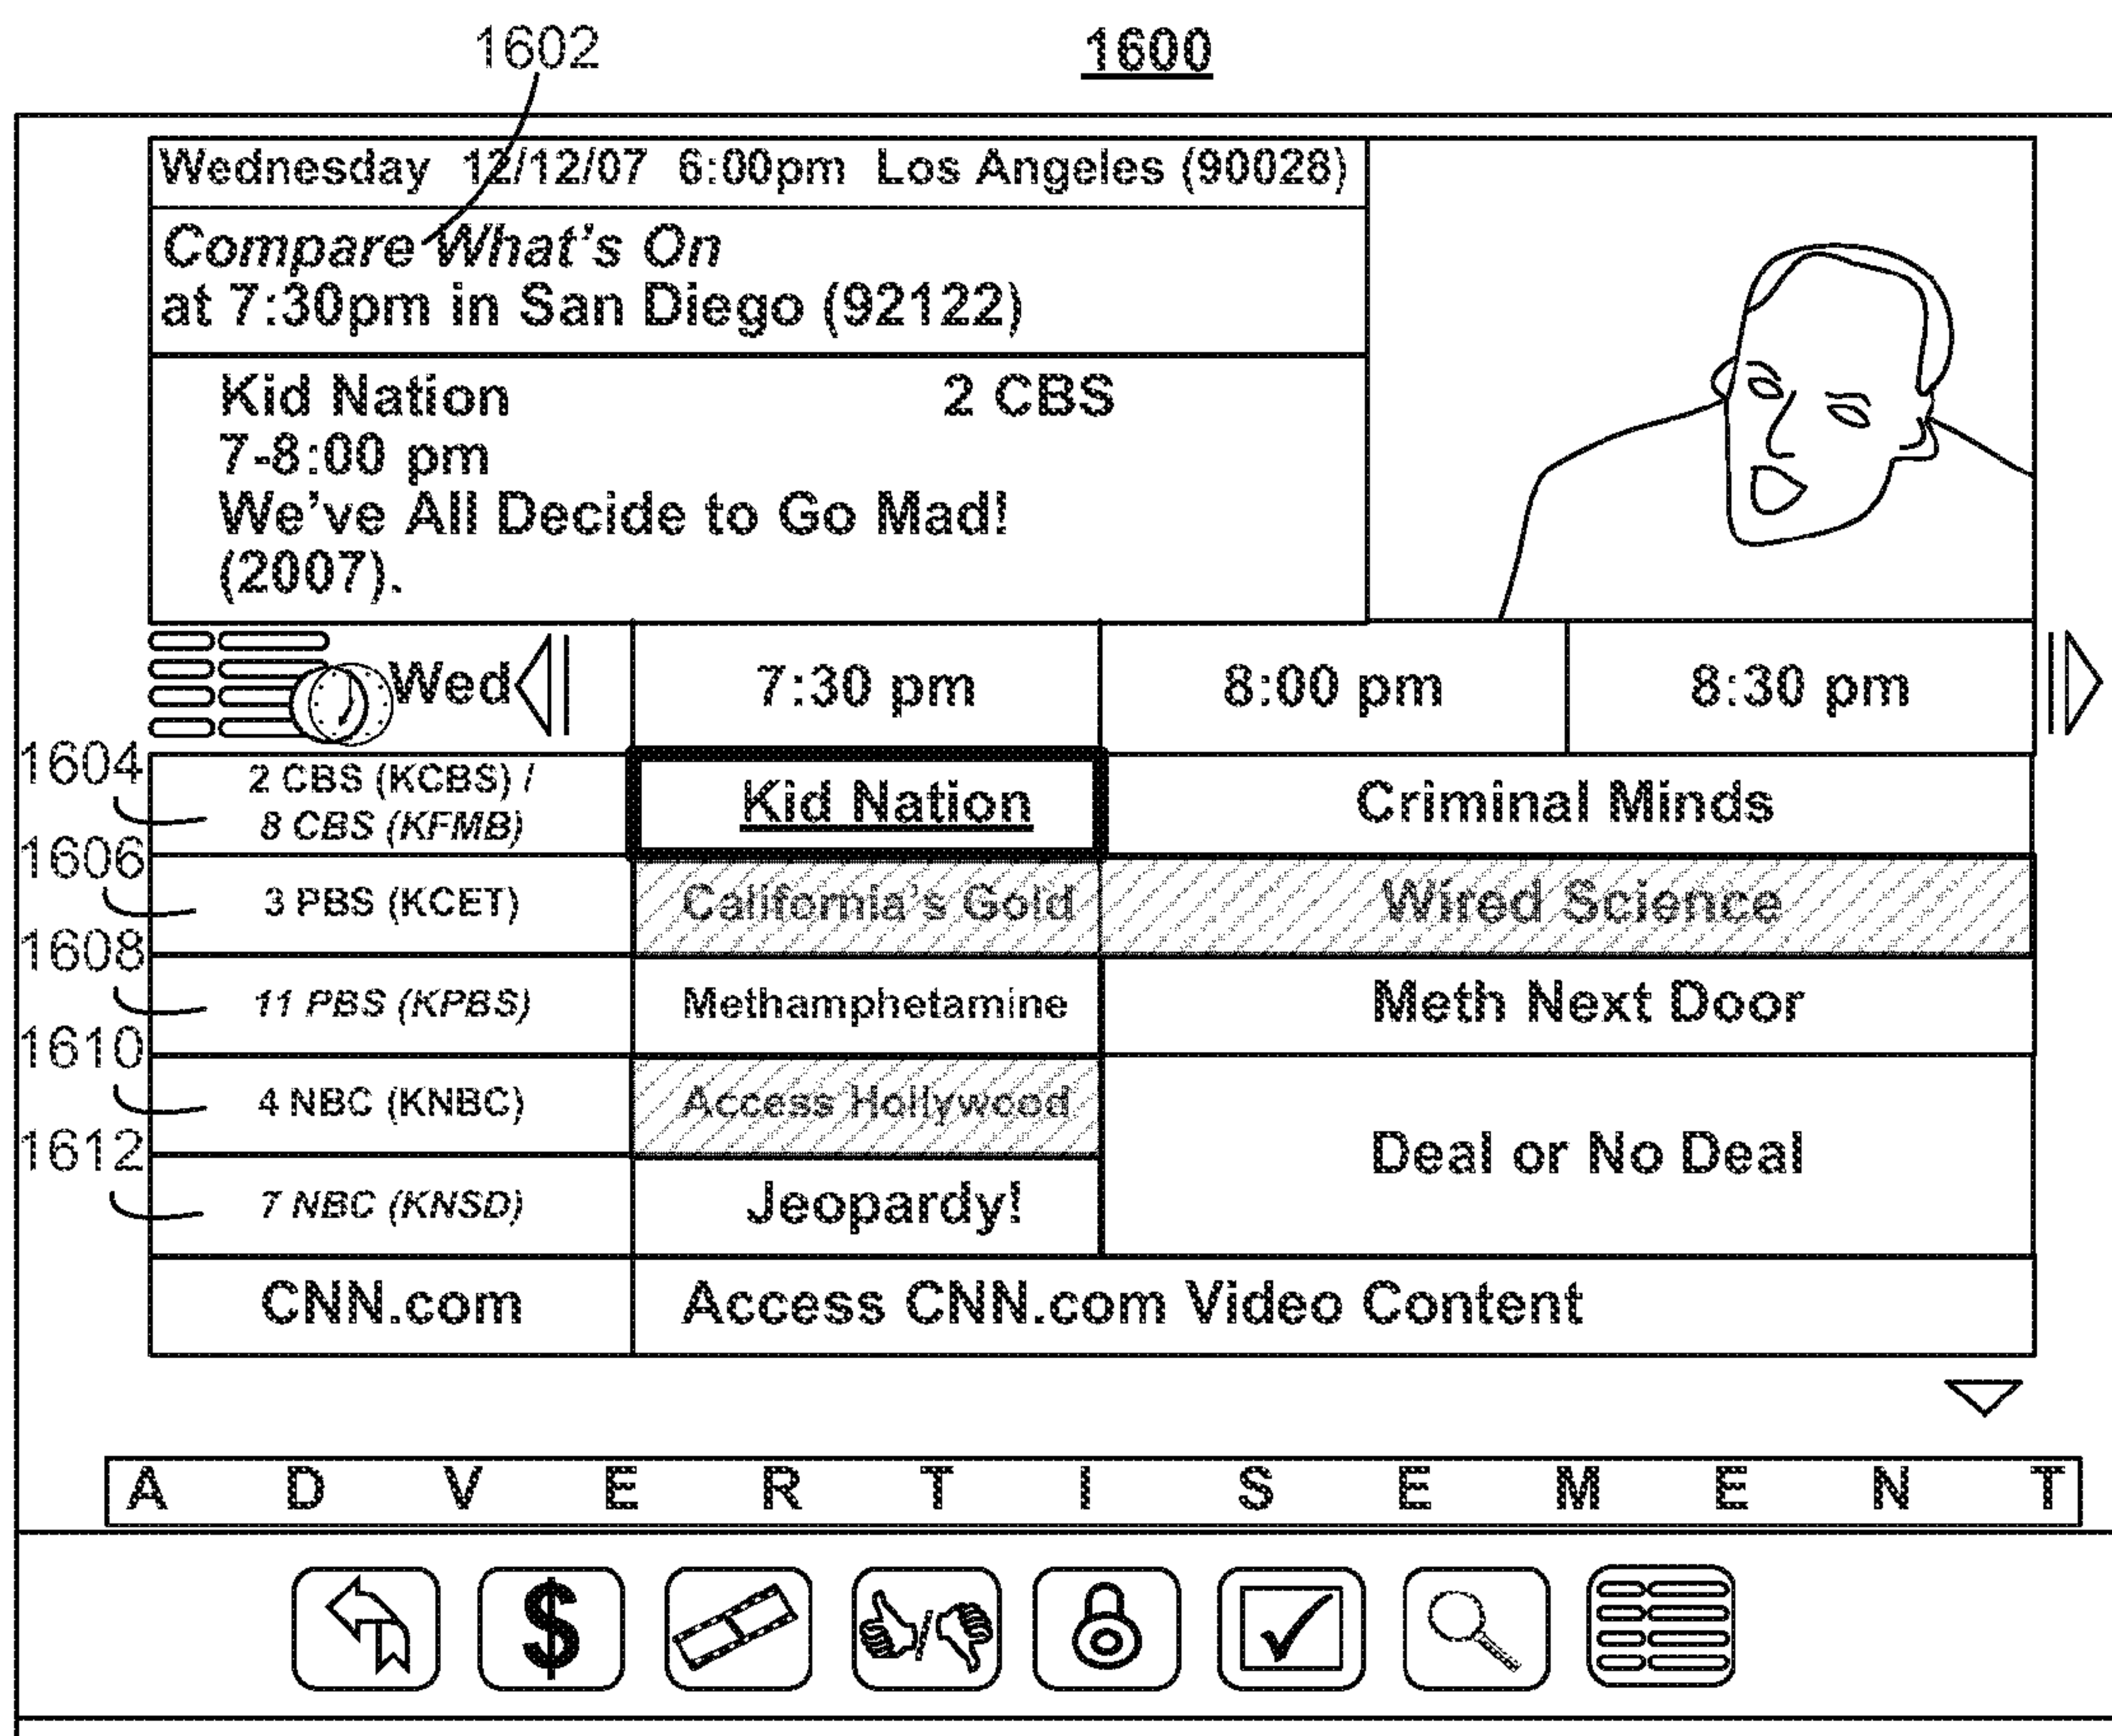 1602
1600
Wednesday 12/12/07 6:00pm Los Angeles (90028)
Compare What's On
at 7:30pm in San Diego (92122)
Kid Nation 2 CBS
7-8:00 pm
We've All Decide to Go Mad!
(2007).
Wed 7:30 pm 8:00 pm 8:30 pm
1604
2 CBS (KCBS) /
8 CBS (KFMB)
Kid Nation Criminal Minds
1606
3 PBS (KCET) California's Gold Wired Science
1608
11 PBS (KPBS) Methamphetamine Meth Next Door
1610
4 NBC (KNBC) Access Hollywood
Deal or No Deal
1612
7 NBC (KNSD) Jeopardy!
CNN.com Access CNN.com Video Content
A D V E R T I S E M E N T
$